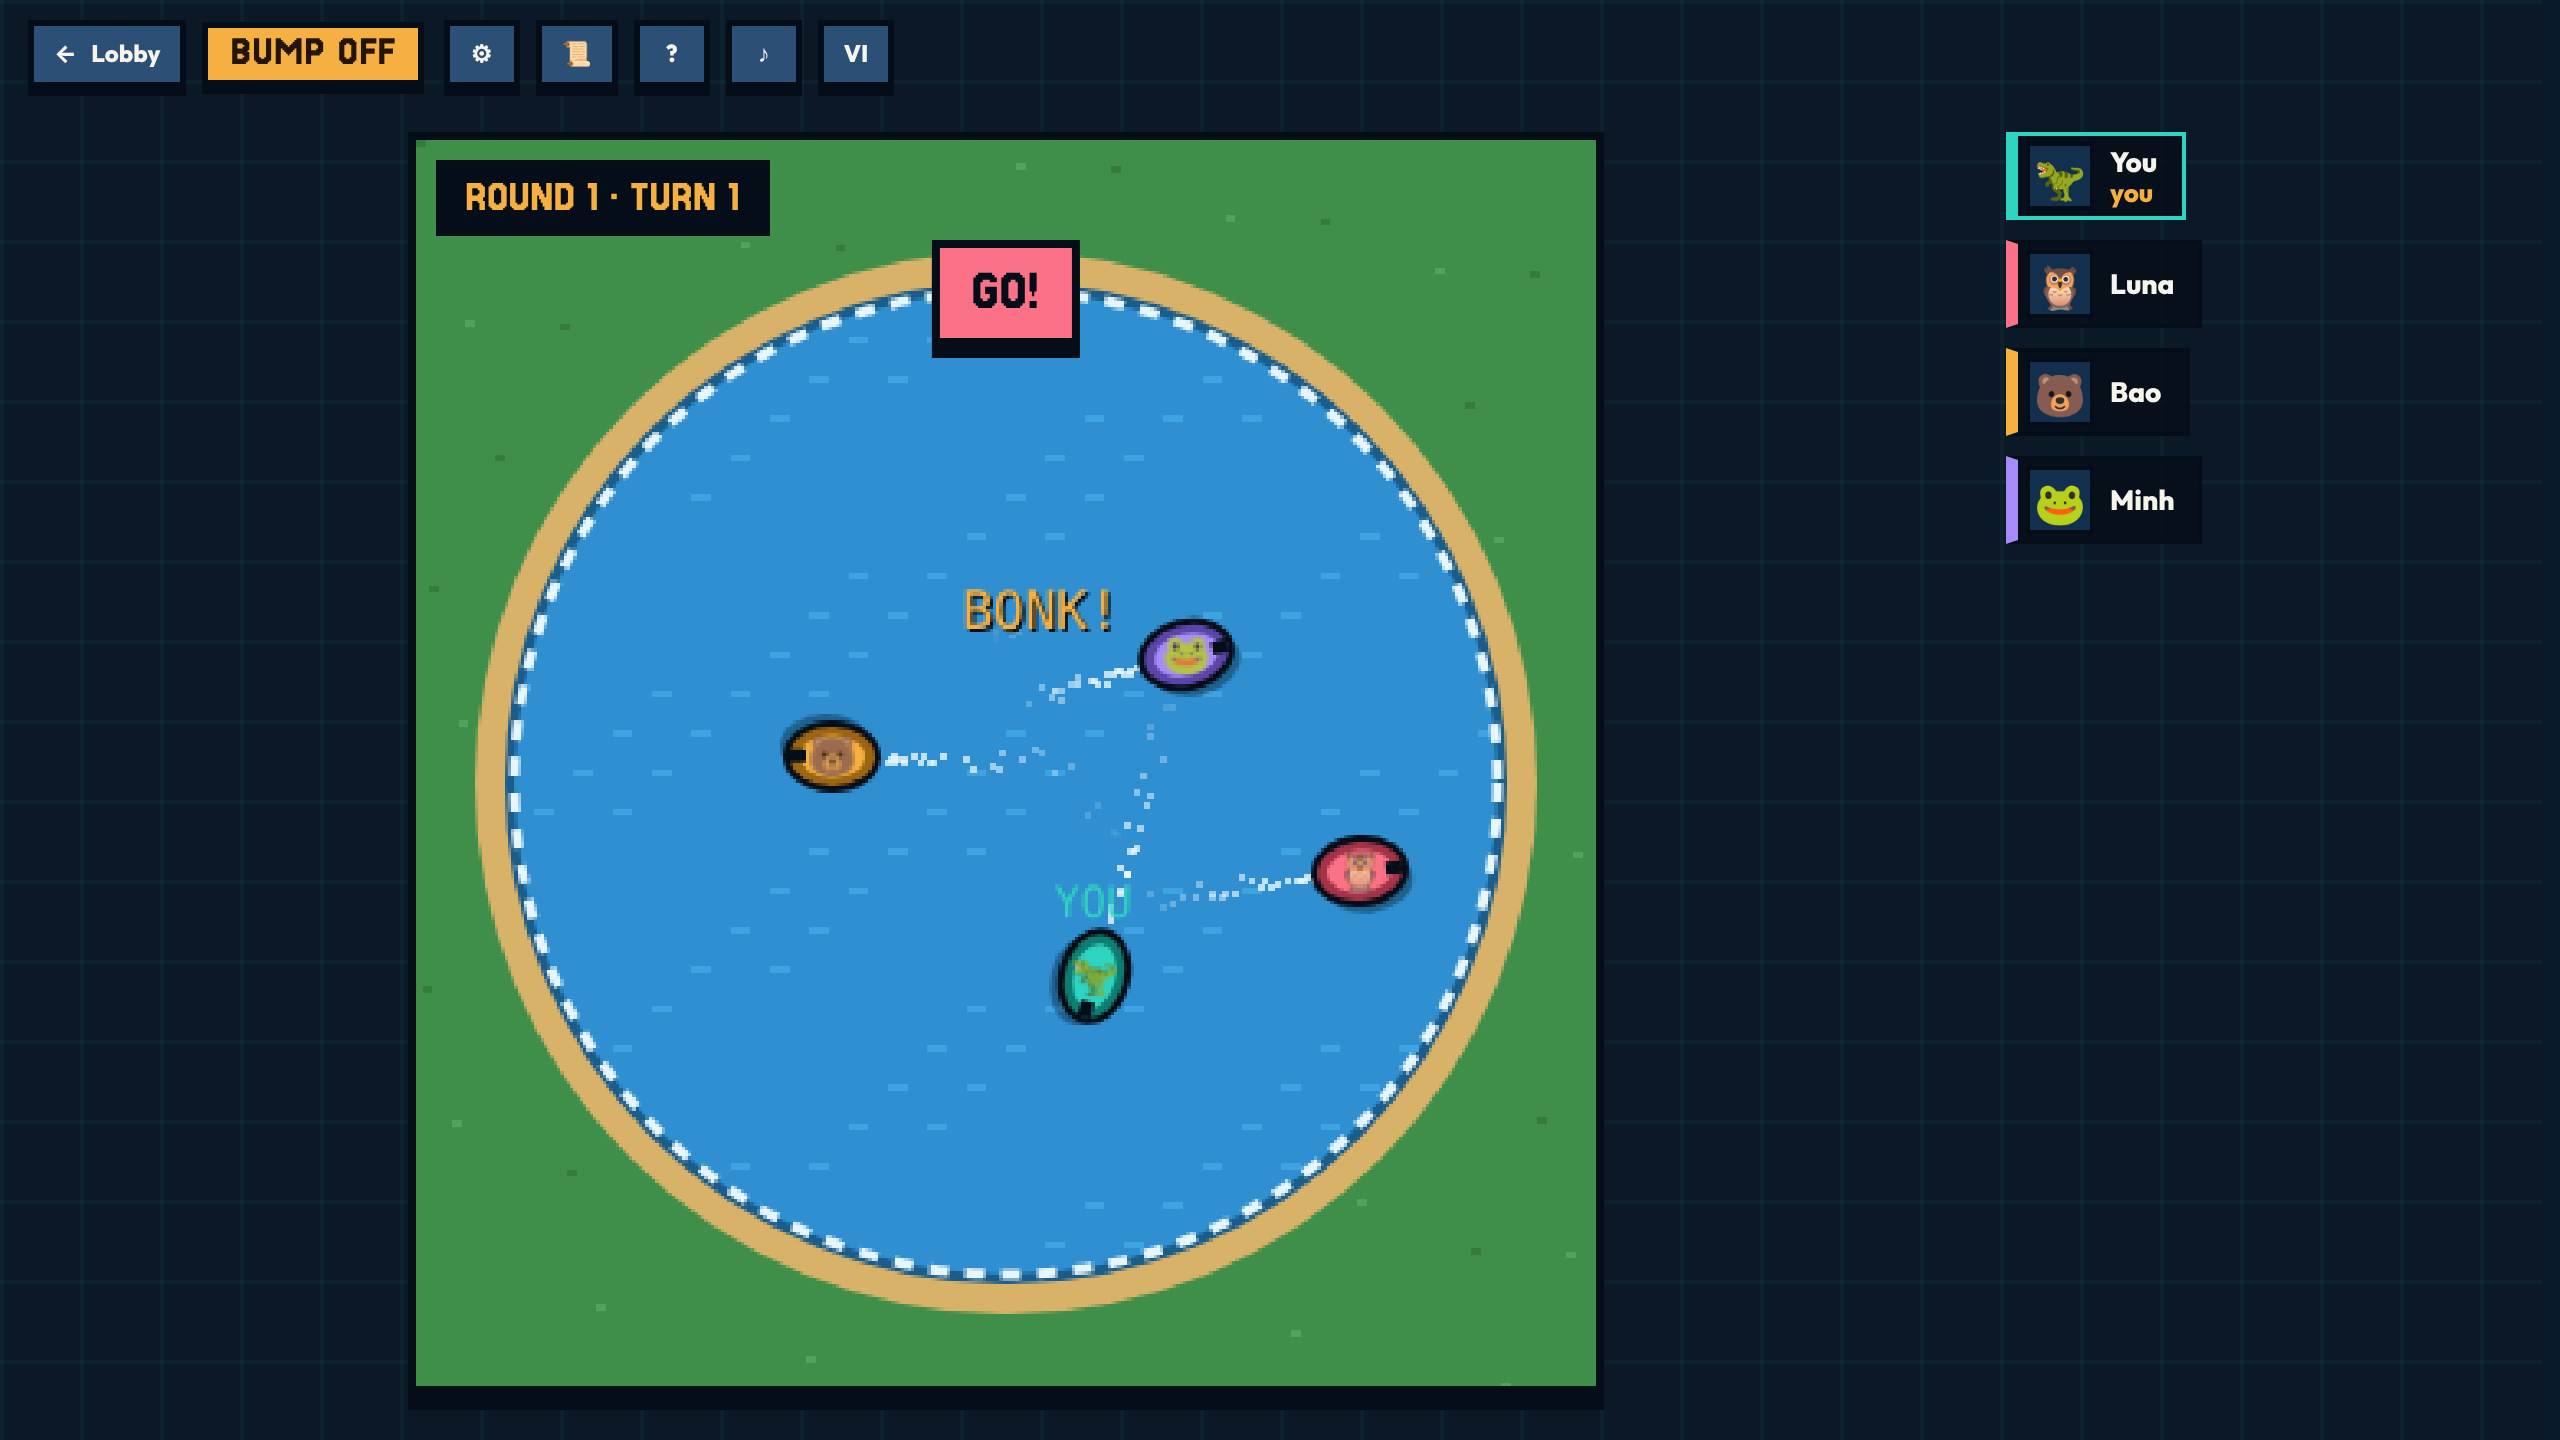 ← Lobby
BUMP OFF
?
♪
VI
ROUND 1 · TURN 1
GO!
BONK!
YOU
You
you
Luna
Bao
Minh